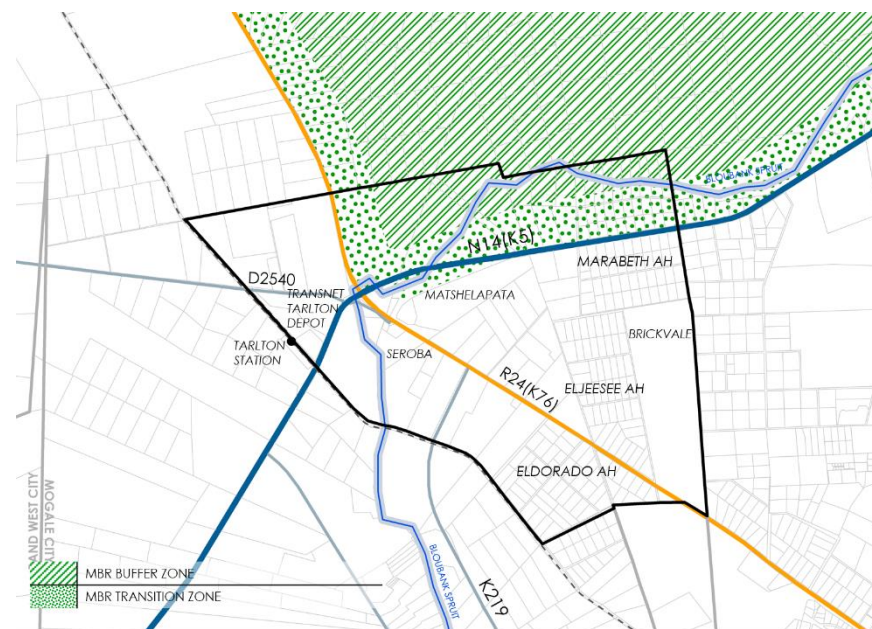 BLOUBANK SPRUIT
N14(K5)
MARABETH AH
D2540
TRANSNET
TARLTON
DEPOT
MATSHELAPATA
BRICKVALE
TARLTON
STATION
SEROBA
R24(K76)
ELJEESEE AH
ELDORADO AH
AND WEST CITY
MOGALE CITY
BLOUBANK SPRUIT
K219
MBR BUFFER ZONE
MBR TRANSITION ZONE